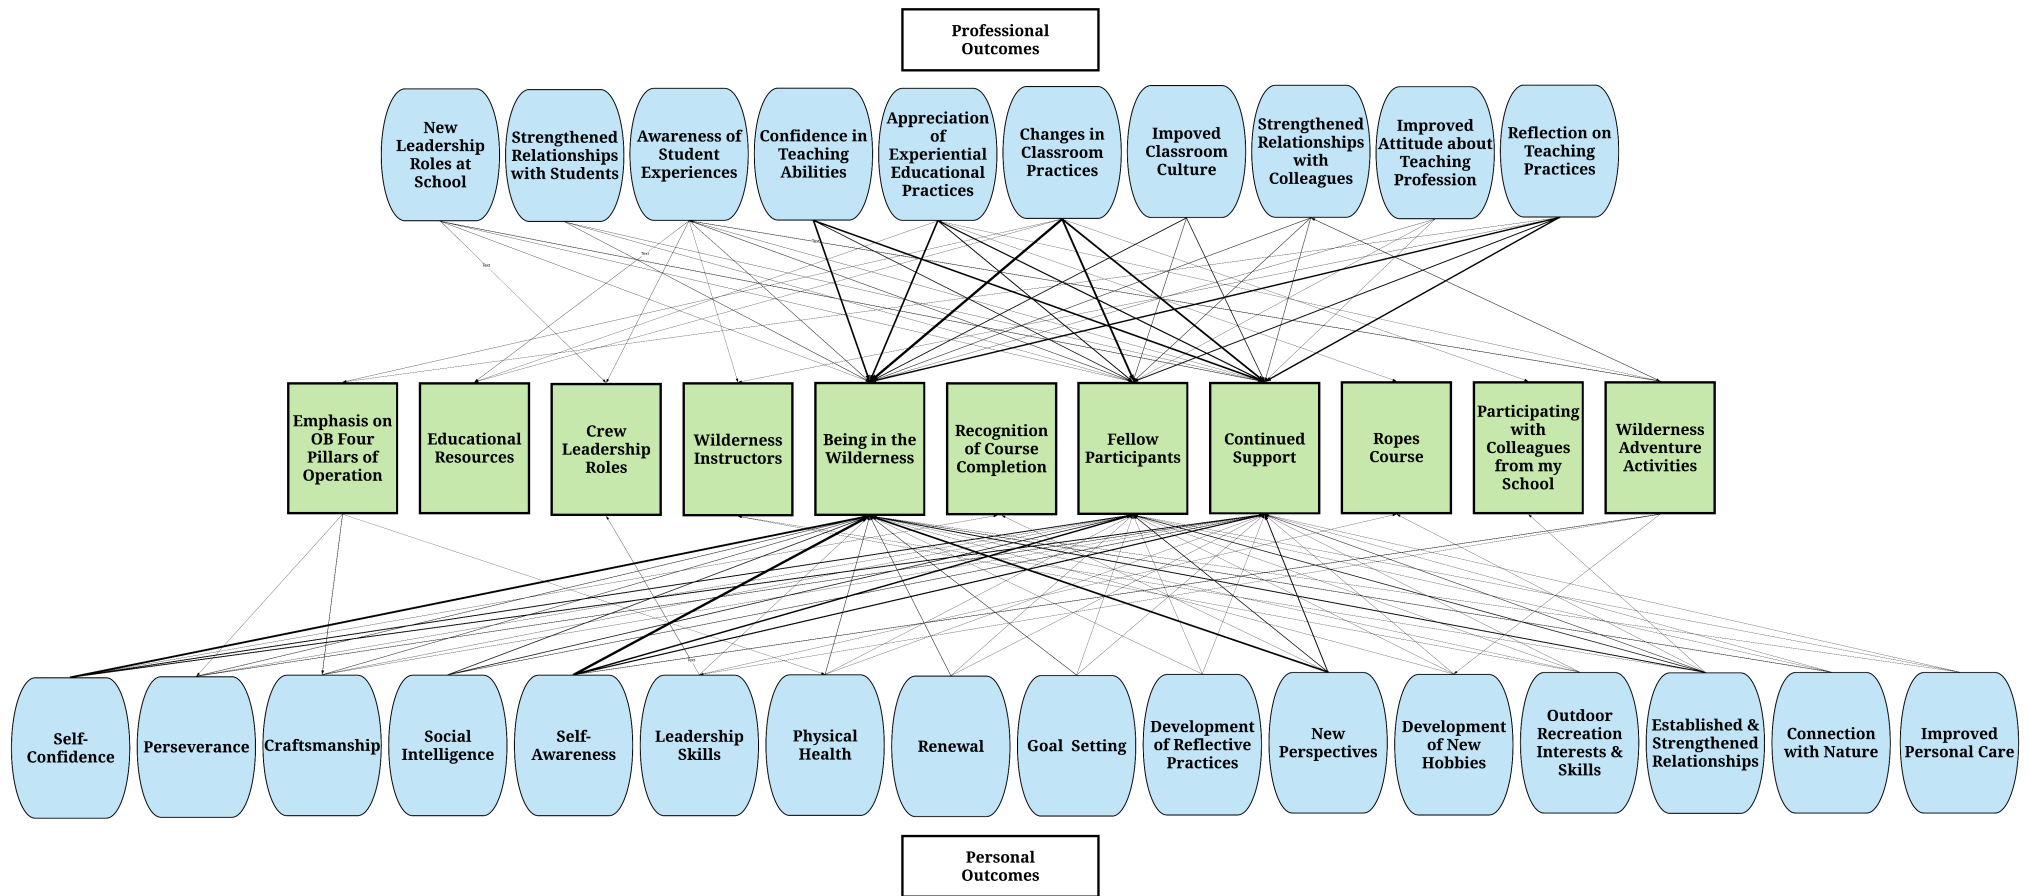 Professional
Outcomes
New
Leadership
Roles at
School
Strengthened
Relationships
with Students
Awareness of
Student
Experiences
Confidence in
Teaching
Abilities
Appreciation
of
Experiential
Educational
Practices
Changes in
Classroom
Practices
Impoved
Classroom
Culture
Strengthened
Relationships
with
Colleagues
Improved
Attitude about
Teaching
Profession
Reflection on
Teaching
Practices
Text
Text
Text
Emphasis on
OB Four
Pillars of
Operation
Educational
Resources
Crew
Leadership
Roles
Wilderness
Instructors
Being in the
Wilderness
Recognition
of Course
Completion
Fellow
Participants
Continued
Support
Ropes
Course
Participating
with
Colleagues
from my
School
Wilderness
Adventure
Activities
Text
Self-
Confidence
Perseverance
Craftsmanship
Social
Intelligence
Self-
Awareness
Leadership
Skills
Physical
Health
Renewal
Goal  Setting
Development
of Reflective
Practices
New
Perspectives
Development
of New
Hobbies
Outdoor
Recreation
Interests &
Skills
Established &
Strengthened
Relationships
Connection
with Nature
Improved
Personal Care
Personal
Outcomes